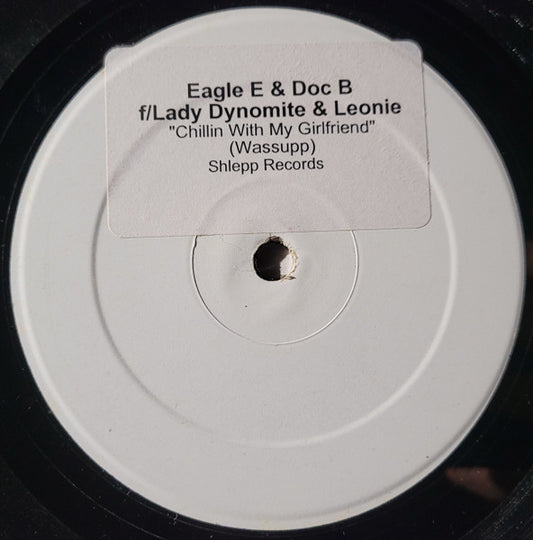 Eagle E & Doc B
f/Lady Dynomite & Leonie
"Chillin With My Girlfriend"
(Wassupp)
Shlepp Records